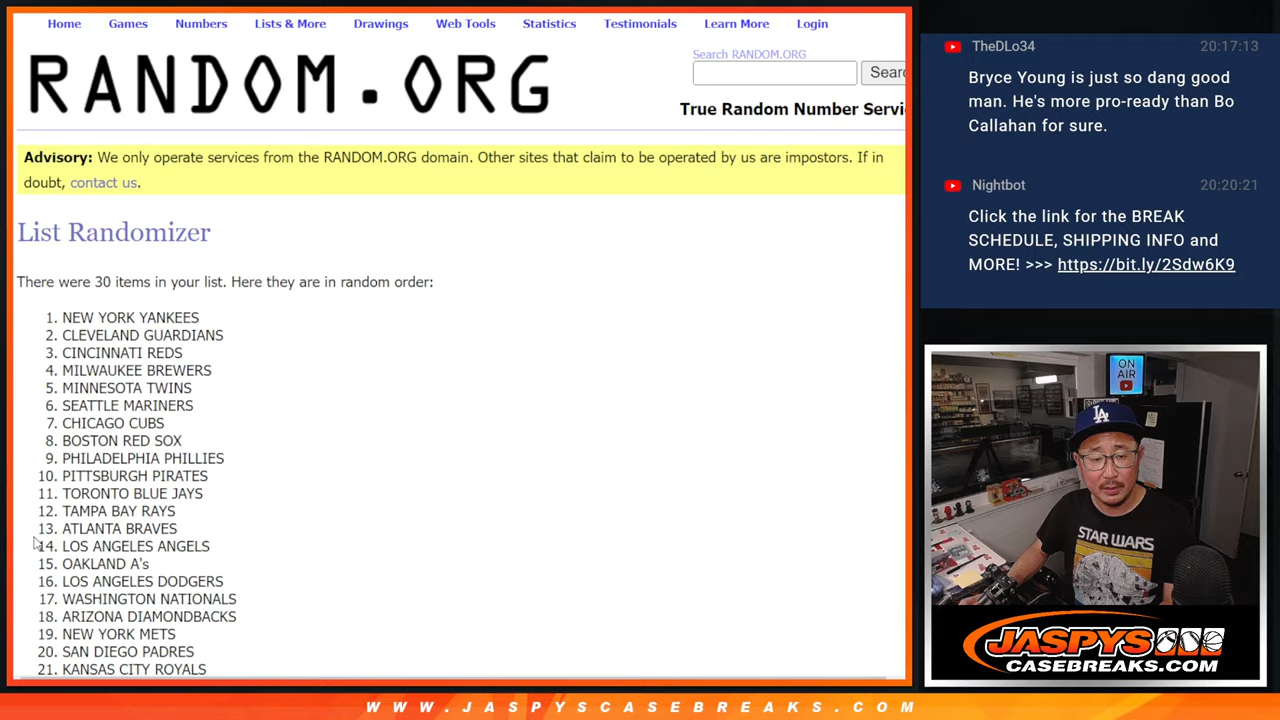 Home Games Numbers Lists & More Drawings Web Tools Statistics Testimonials Learn More Login
RANDOM.ORG
Search RANDOM.ORG
Searc
True Random Number Servi
Advisory: We only operate services from the RANDOM.ORG domain. Other sites that claim to be operated by us are impostors. If in
doubt, contact us.
List Randomizer
There were 30 items in your list. Here they are in random order:
1. NEW YORK YANKEES
2. CLEVELAND GUARDIANS
3. CINCINNATI REDS
4. MILWAUKEE BREWERS
5. MINNESOTA TWINS
6. SEATTLE MARINERS
7. CHICAGO CUBS
8. BOSTON RED SOX
9. PHILADELPHIA PHILLIES
10. PITTSBURGH PIRATES
11. TORONTO BLUE JAYS
12. TAMPA BAY RAYS
13. ATLANTA BRAVES
14. LOS ANGELES ANGELS
15. OAKLAND A's
16. LOS ANGELES DODGERS
17. WASHINGTON NATIONALS
18. ARIZONA DIAMONDBACKS
19. NEW YORK METS
20. SAN DIEGO PADRES
21. KANSAS CITY ROYALS
TheDLo34 20:17:13
Bryce Young is just so dang good
man. He's more pro-ready than Bo
Callahan for sure.
Nightbot 20:20:21
Click the link for the BREAK
SCHEDULE, SHIPPING INFO and
MORE! >>> https://bit.ly/2Sdw6K9
ON
AIR
LA
STAR WARS
JASPYS
CASEBREAKS.COM
WWW.JASPYSCASEBREAKS.COM